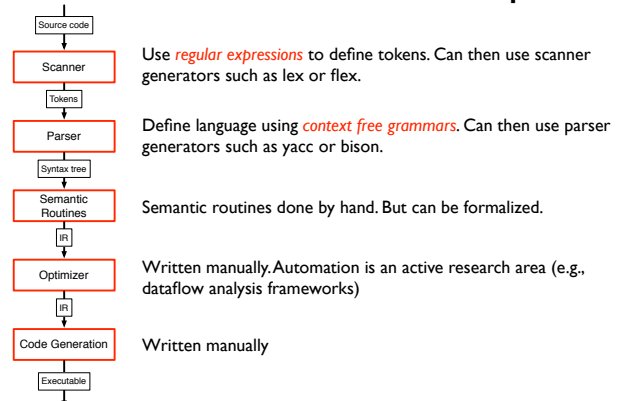 Source code
Scanner
Use regular expressions to define tokens. Can then use scanner
generators such as lex or flex.
Tokens
Parser
Define language using context free grammars. Can then use parser
generators such as yacc or bison.
Syntax tree
Semantic
Routines
Semantic routines done by hand. But can be formalized.
IR
Optimizer
Written manually. Automation is an active research area (e.g.,
dataflow analysis frameworks)
IR
Code Generation
Written manually
Executable